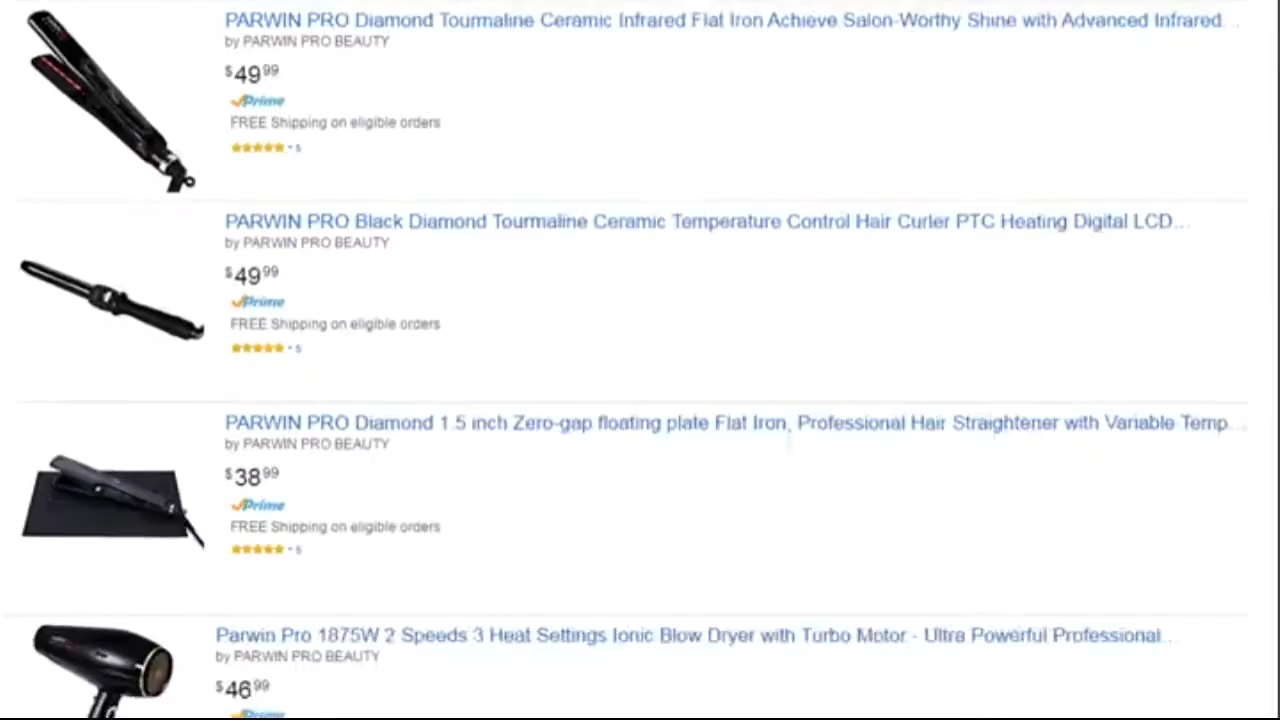 PARWIN PRO Diamond Tourmaline Ceramic Infrared Flat Iron Achieve Salon-Worthy Shine with Advanced Infrared...
by PARWIN PRO BEAUTY
$49.99
Prime
FREE Shipping on eligible orders
5
PARWIN PRO Black Diamond Tourmaline Ceramic Temperature Control Hair Curler PTC Heating Digital LCD...
by PARWIN PRO BEAUTY
$49.99
Prime
FREE Shipping on eligible orders
5
PARWIN PRO Diamond 1.5 inch Zero-gap floating plate Flat Iron, Professional Hair Straightener with Variable Temp...
by PARWIN PRO BEAUTY
$38.99
Prime
FREE Shipping on eligible orders
5
Parwin Pro 1875W 2 Speeds 3 Heat Settings Ionic Blow Dryer with Turbo Motor - Ultra Powerful Professional...
by PARWIN PRO BEAUTY
$46.99
Prime